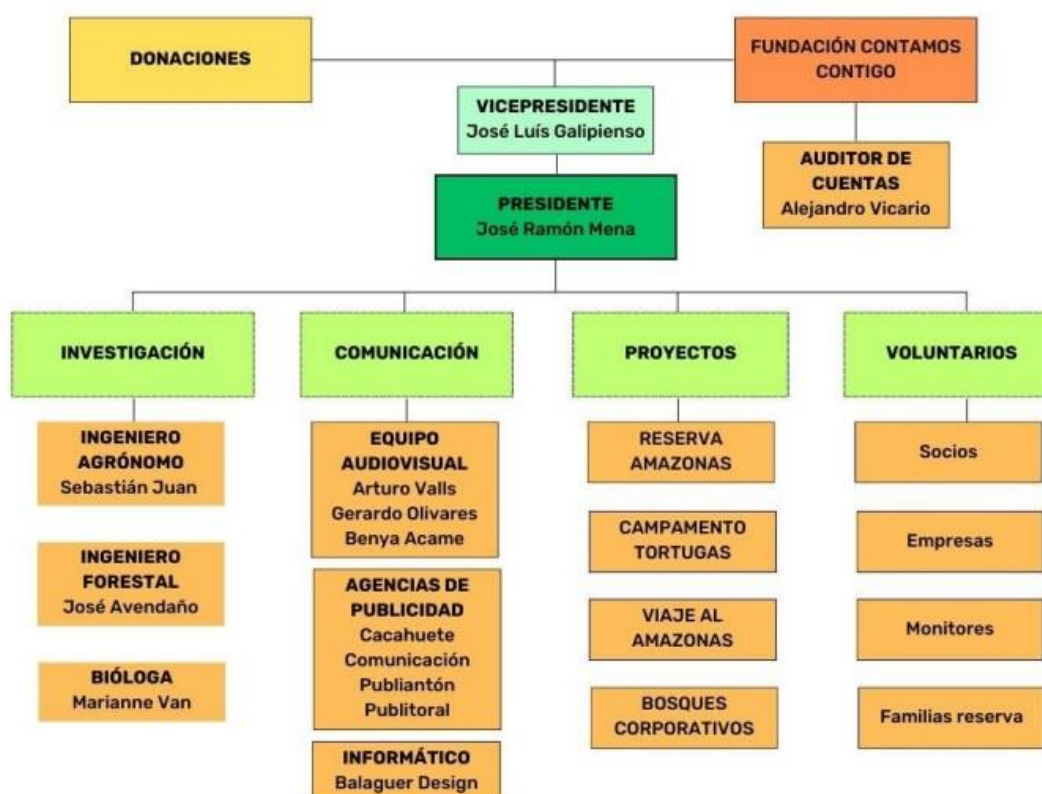 DONACIONES
FUNDACIÓN CONTAMOS
CONTIGO
VICEPRESIDENTE
José Luís Galipienso
AUDITOR DE
CUENTAS
Alejandro Vicario
PRESIDENTE
José Ramón Mena
INVESTIGACIÓN
COMUNICACIÓN
PROYECTOS
VOLUNTARIOS
INGENIERO
AGRÓNOMO
Sebastián Juan
INGENIERO
FORESTAL
José Avendaño
BIÓLOGA
Marianne Van
EQUIPO
AUDIOVISUAL
Arturo Valls
Gerardo Olivares
Benya Acame
AGENCIAS DE
PUBLICIDAD
Cacahuete
Comunicación
Publiantón
Publitoral
INFORMÁTICO
Balaguer Design
RESERVA
AMAZONAS
CAMPAMENTO
TORTUGAS
VIAJE AL
AMAZONAS
BOSQUES
CORPORATIVOS
Socios
Empresas
Monitores
Familias reserva